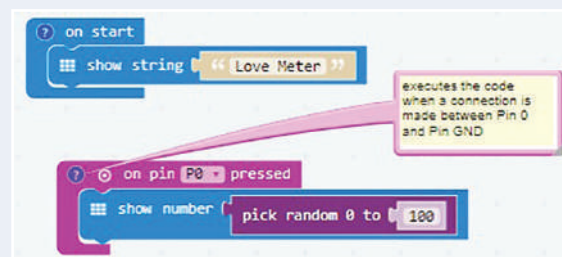 ? on start
show string “ Love Meter ”
executes the code
when a connection is
made between Pin 0
and Pin GND
? on pin P0 pressed
show number pick random 0 to 100